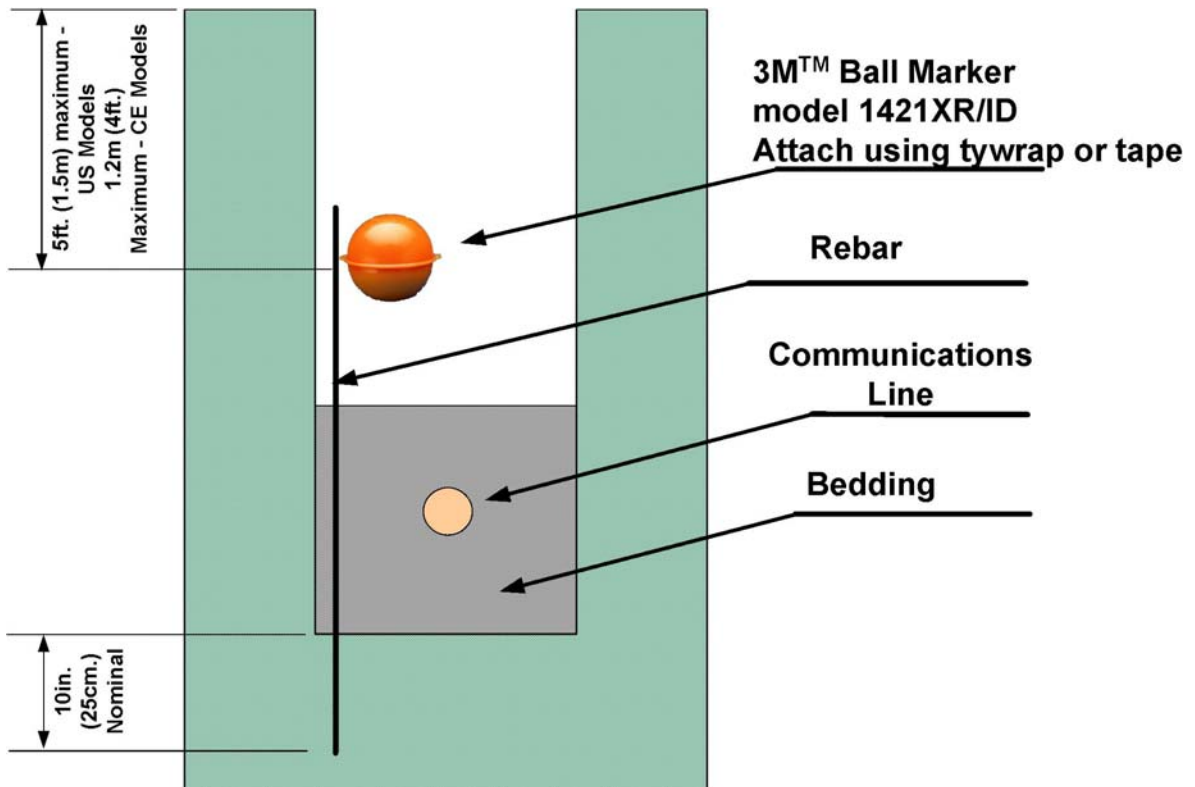 5ft. (1.5m) maximum -
US Models
1.2m (4ft.)
Maximum - CE Models
3M™ Ball Marker
model 1421XR/ID
Attach using tywrap or tape
Rebar
Communications
Line
Bedding
10in.
(25cm.)
Nominal